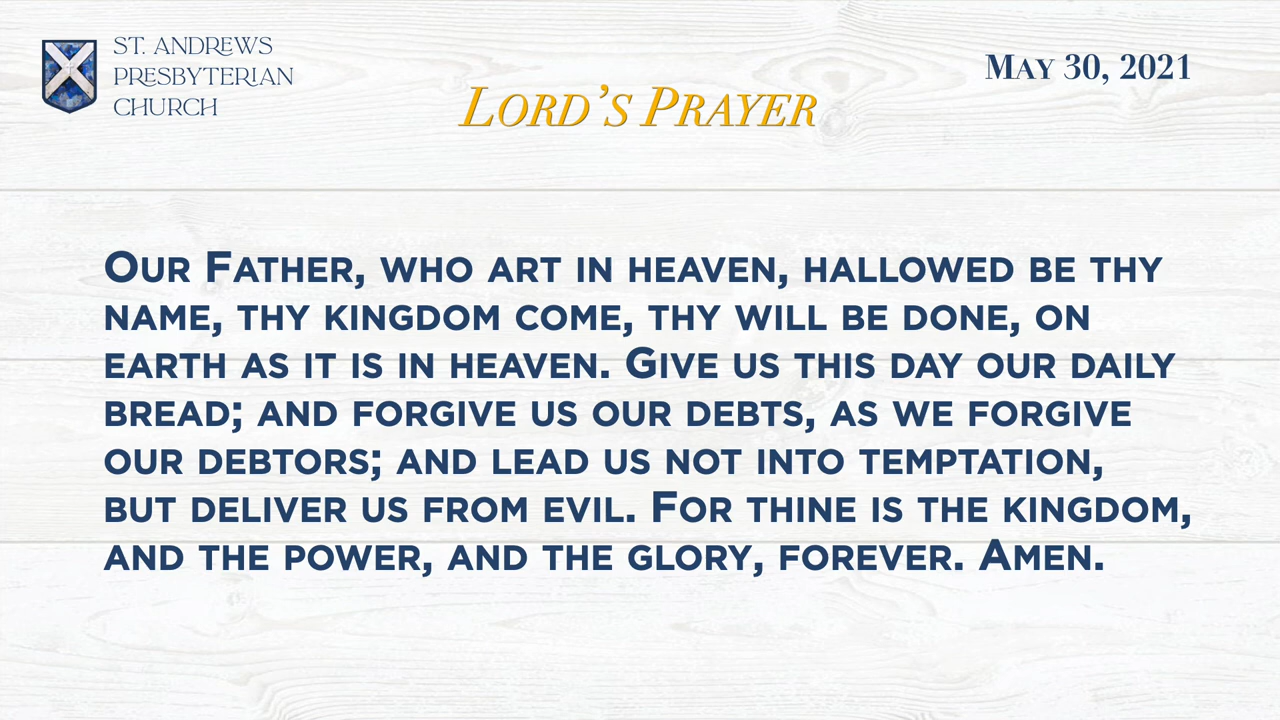 ST. ANDREWS
PRESBYTERIAN
CHURCH
MAY 30, 2021
LORD'S PRAYER
OUR FATHER, WHO ART IN HEAVEN, HALLOWED BE THY
NAME, THY KINGDOM COME, THY WILL BE DONE, ON
EARTH AS IT IS IN HEAVEN. GIVE US THIS DAY OUR DAILY
BREAD; AND FORGIVE US OUR DEBTS, AS WE FORGIVE
OUR DEBTORS; AND LEAD US NOT INTO TEMPTATION,
BUT DELIVER US FROM EVIL. FOR THINE IS THE KINGDOM,
AND THE POWER, AND THE GLORY, FOREVER. AMEN.